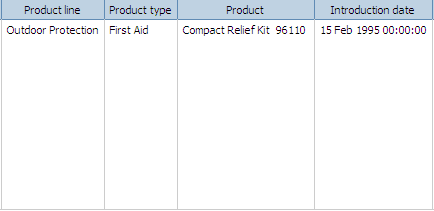 Product line Product type Product Introduction date
Outdoor Protection First Aid Compact Relief Kit 96110 15 Feb 1995 00:00:00